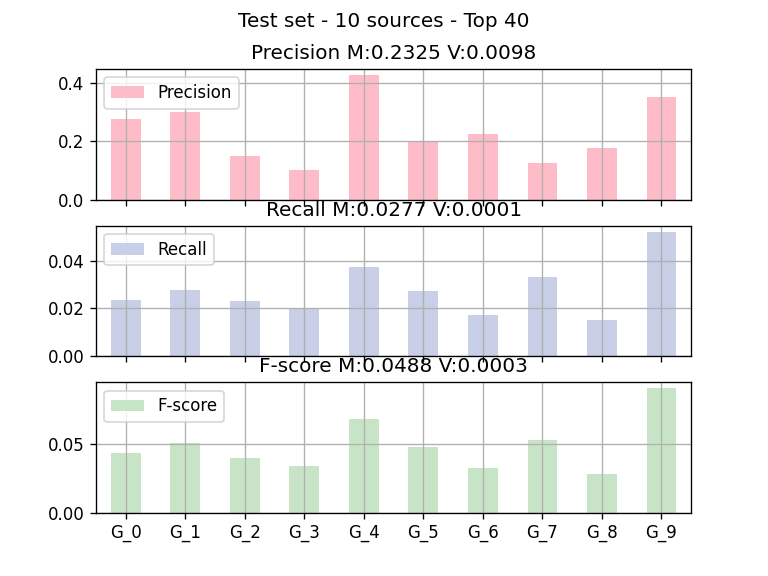 Test set - 10 sources - Top 40
Precision M:0.2325 V:0.0098
0.4
0.2
0.0
Precision
Recall M:0.0277 V:0.0001
0.04
0.02
0.00
Recall
F-score M:0.0488 V:0.0003
0.05
0.00
F-score
G_0 G_1 G_2 G_3 G_4 G_5 G_6 G_7 G_8 G_9